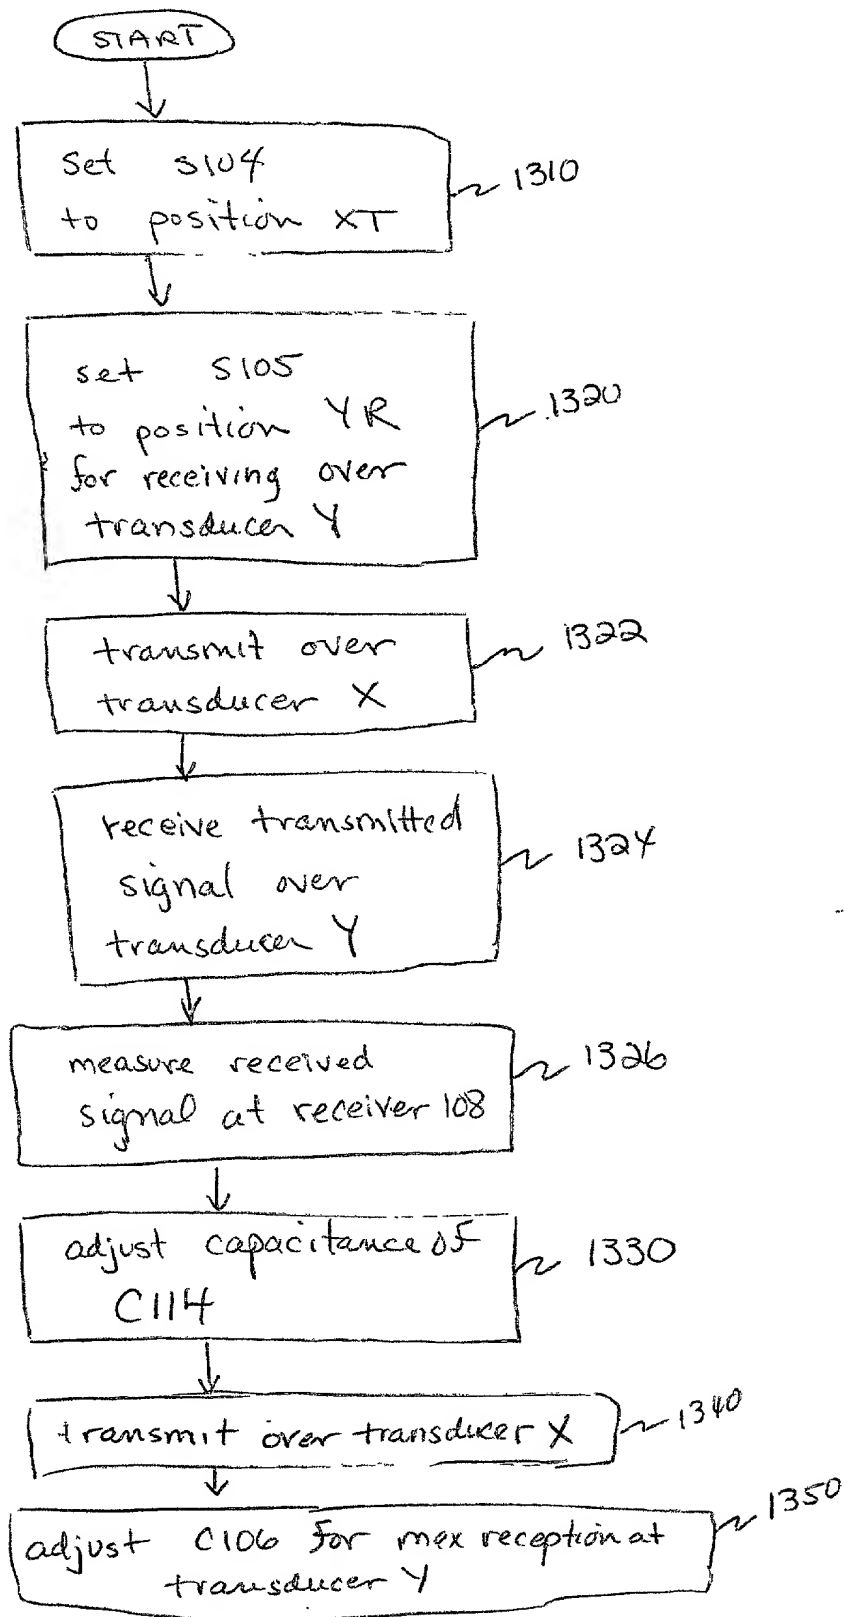 START
Set S104
to position XT
1310
set S105
to position YR
for receiving over
transducer Y
1320
transmit over
transducer X
1322
receive transmitted
signal over
transducer Y
1324
measure received
signal at receiver 108
1326
adjust capacitance of
C114
1330
transmit over transducer X
1340
adjust C106 for mex reception at
transducer Y
1350